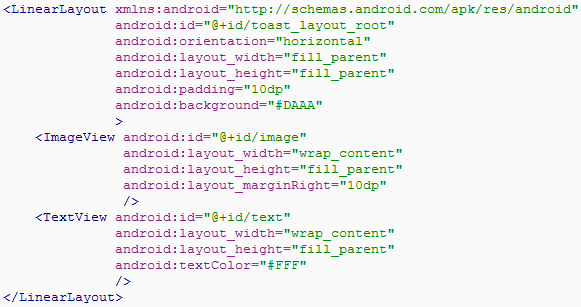 <LinearLayout xmlns:android="http://schemas.android.com/apk/res/android"
android:id="@+id/toast_layout_root"
android:orientation="horizontal"
android:layout_width="fill_parent"
android:layout_height="fill_parent"
android:padding="10dp"
android:background="#DAAA"
>
<ImageView android:id="@+id/image"
android:layout_width="wrap_content"
android:layout_height="fill_parent"
android:layout_marginRight="10dp"
/>
<TextView android:id="@+id/text"
android:layout_width="wrap_content"
android:layout_height="fill_parent"
android:textColor="#FFF"
/>
</LinearLayout>